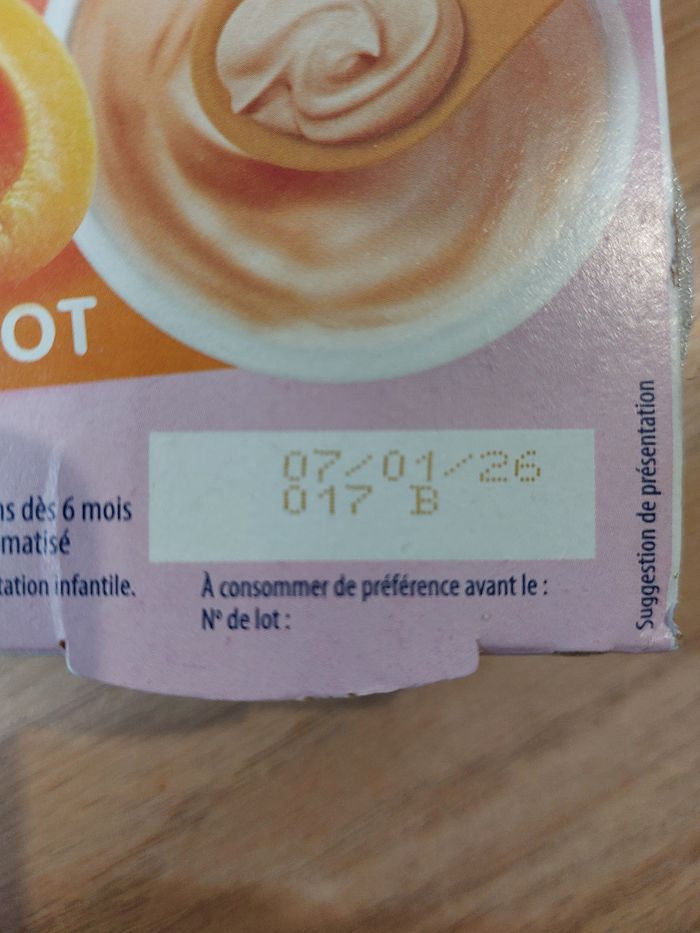 OT
07/01/26
017 B
ns dès 6 mois
matisé
tation infantile.
À consommer de préférence avant le :
N° de lot :
Suggestion de présentation